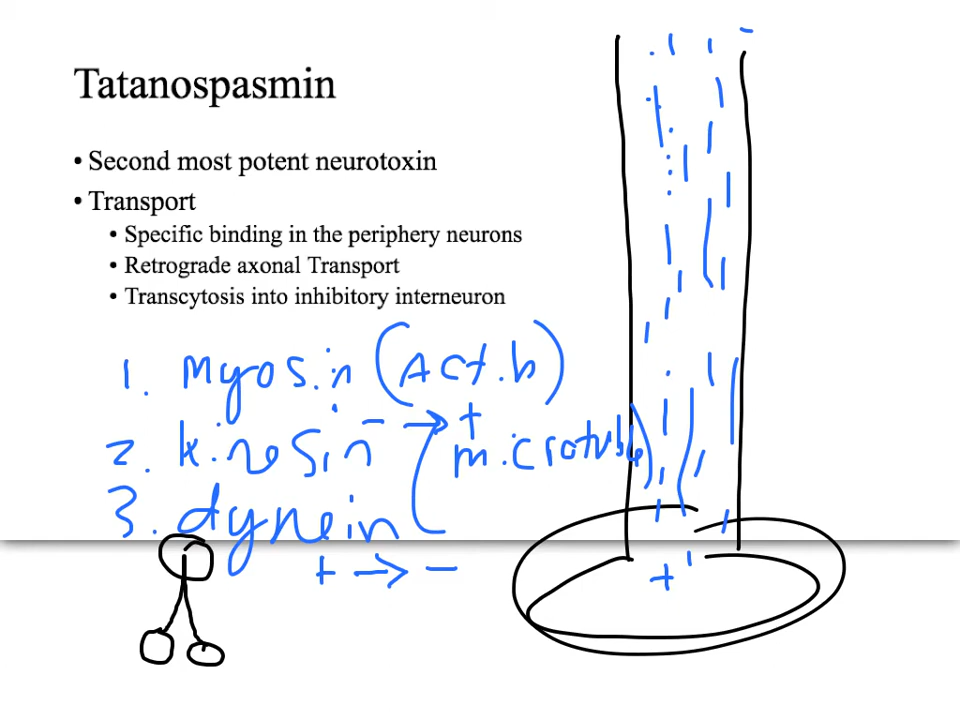 Tatanospasmin
• Second most potent neurotoxin
• Transport
• Specific binding in the periphery neurons
• Retrograde axonal Transport
• Transcytosis into inhibitory interneuron
1. Myosin (Act.b)
2. kinesin - → +
(microtub)
3. dynein
+ → -
+
-